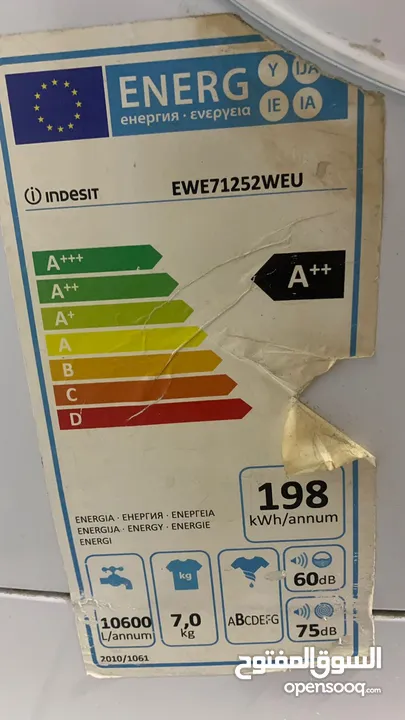 ENERG
енергия · ενεργεια
Y IJA
IE IA
indesit
EWE71252WEU
A+++
A++
A+
A
B
C
D
A++
ENERGIA · ЕНЕРГИЯ · ΕΝΕΡΓΕΙΑ
ENERGIJA · ENERGY · ENERGIE
ENERGI
198
kWh/annum
10600
L/annum
kg
7,0
kg
ABCDEFG
60dB
75dB
2010/1061
السوق المفتوح
opensooq.com